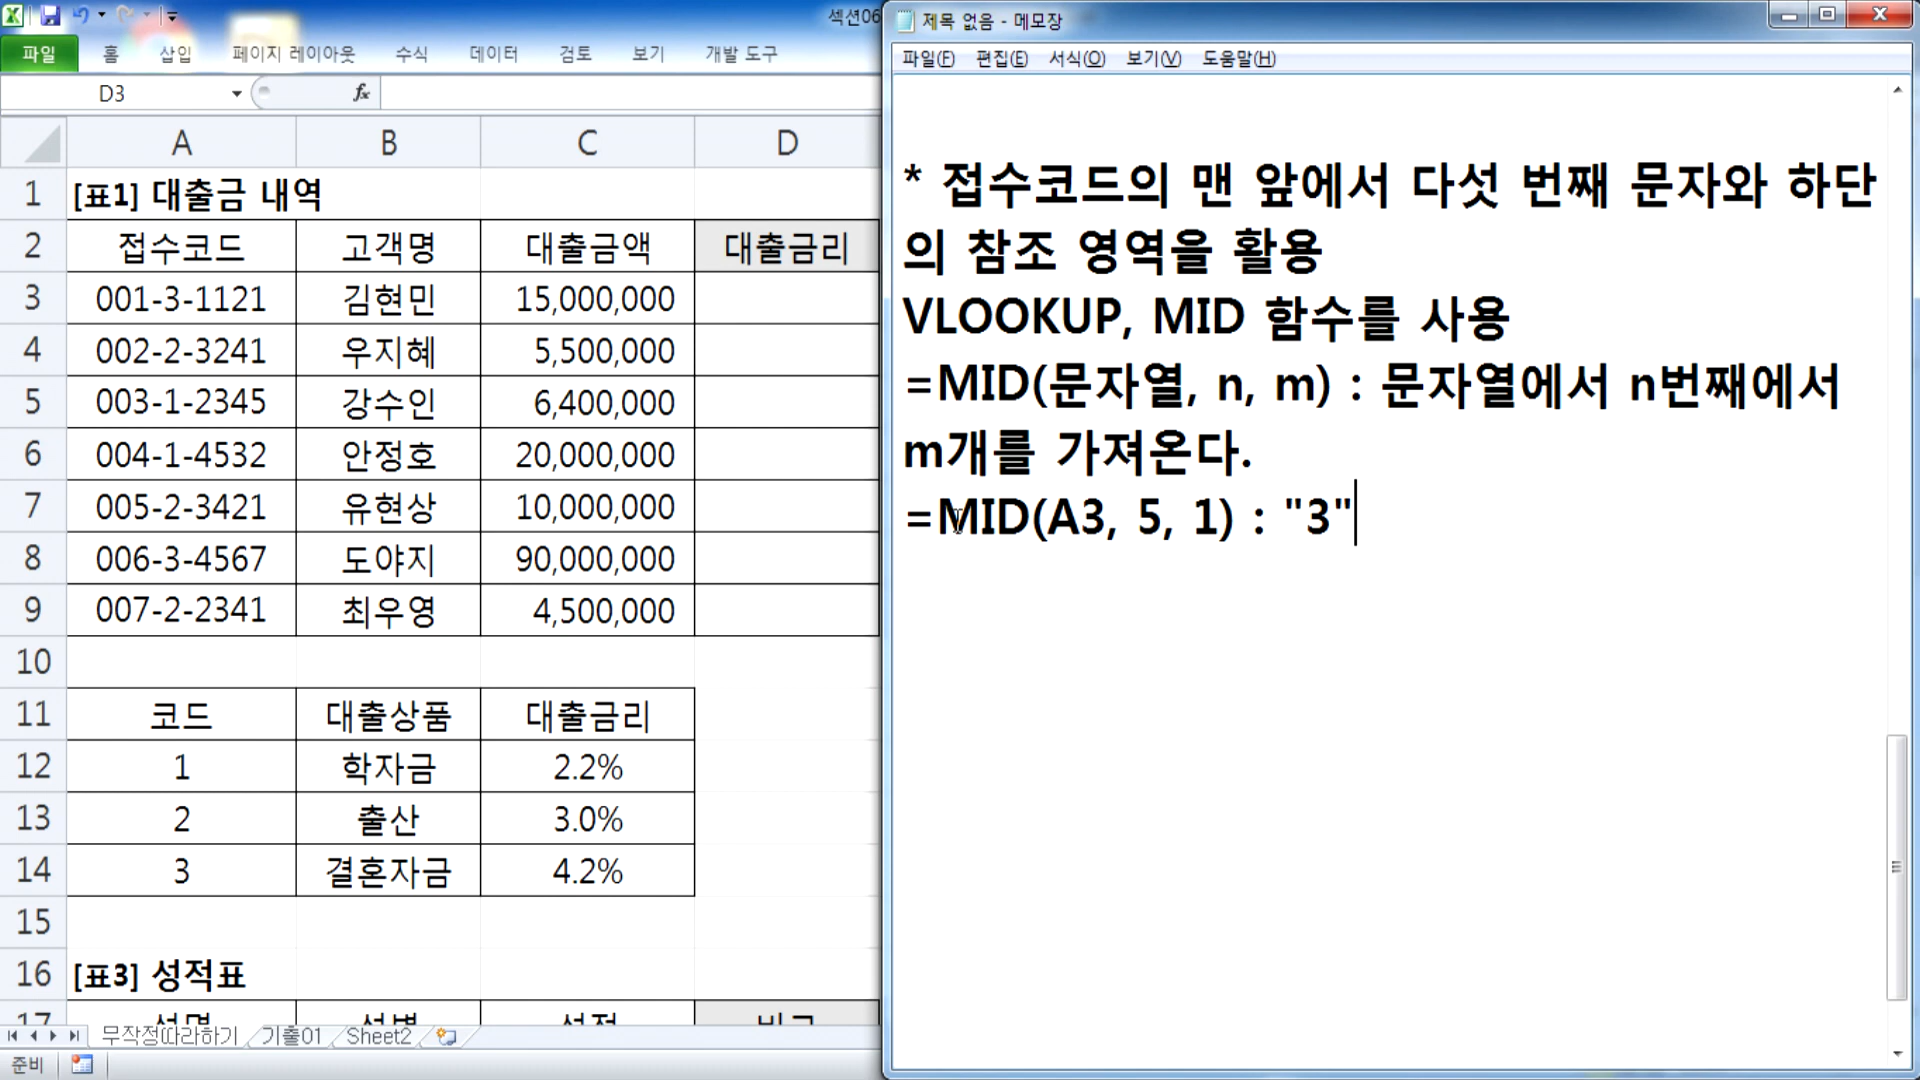 섹션06
파일 홈 삽입 페이지 레이아웃 수식 데이터 검토 보기 개발 도구
D3 fx
A B C D
1 [표1] 대출금 내역
2 접수코드 고객명 대출금액 대출금리
3 001-3-1121 김현민 15,000,000
4 002-2-3241 우지혜 5,500,000
5 003-1-2345 강수인 6,400,000
6 004-1-4532 안정호 20,000,000
7 005-2-3421 유현상 10,000,000
8 006-3-4567 도야지 90,000,000
9 007-2-2341 최우영 4,500,000
10
11 코드 대출상품 대출금리
12 1 학자금 2.2%
13 2 출산 3.0%
14 3 결혼자금 4.2%
15
16 [표3] 성적표
17 성명 성별 성적 비고
무작정따라하기 기출01 Sheet2
준비
제목 없음 - 메모장
파일(F) 편집(E) 서식(O) 보기(V) 도움말(H)
* 접수코드의 맨 앞에서 다섯 번째 문자와 하단
의 참조 영역을 활용
VLOOKUP, MID 함수를 사용
=MID(문자열, n, m) : 문자열에서 n번째에서
m개를 가져온다.
=MID(A3, 5, 1) : "3"